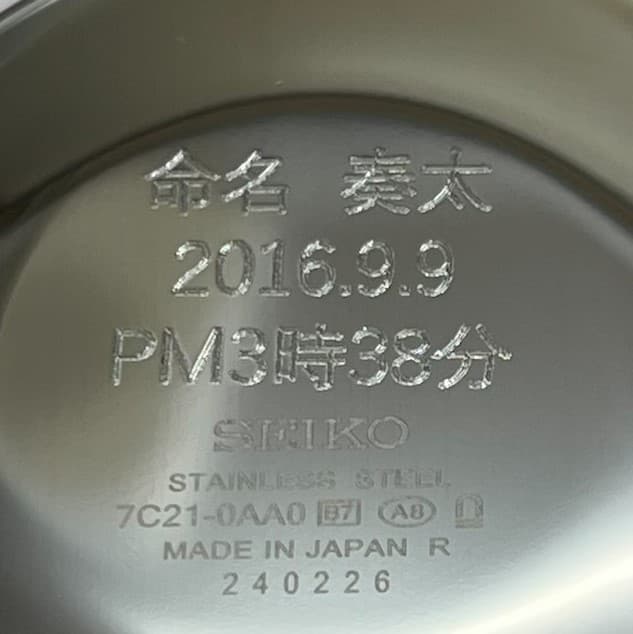 命名 奏太
2016.9.9
PM3時38分
SEIKO
STAINLESS STEEL
7C21-0AA0 B7 A8
MADE IN JAPAN R
240226